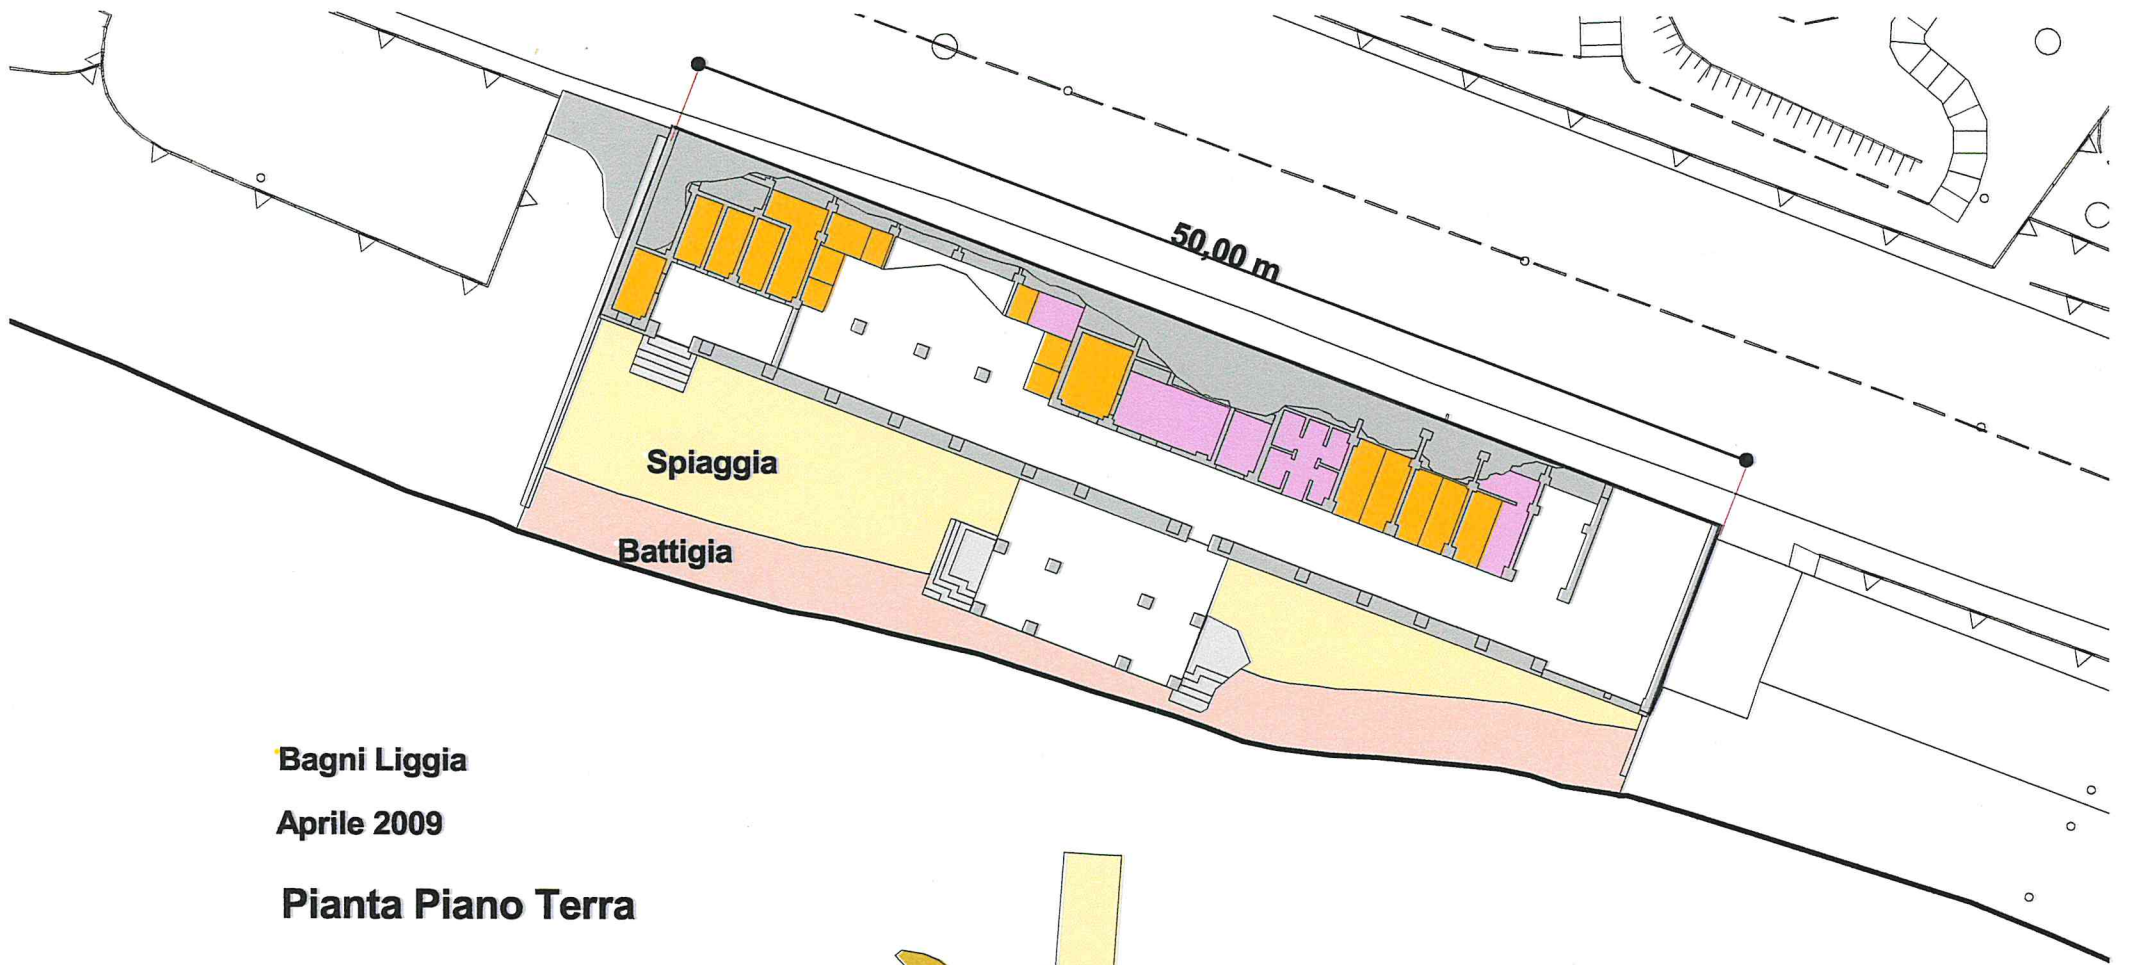 50,00 m
Spiaggia
Battigia
Bagni Liggia
Aprile 2009
Pianta Piano Terra